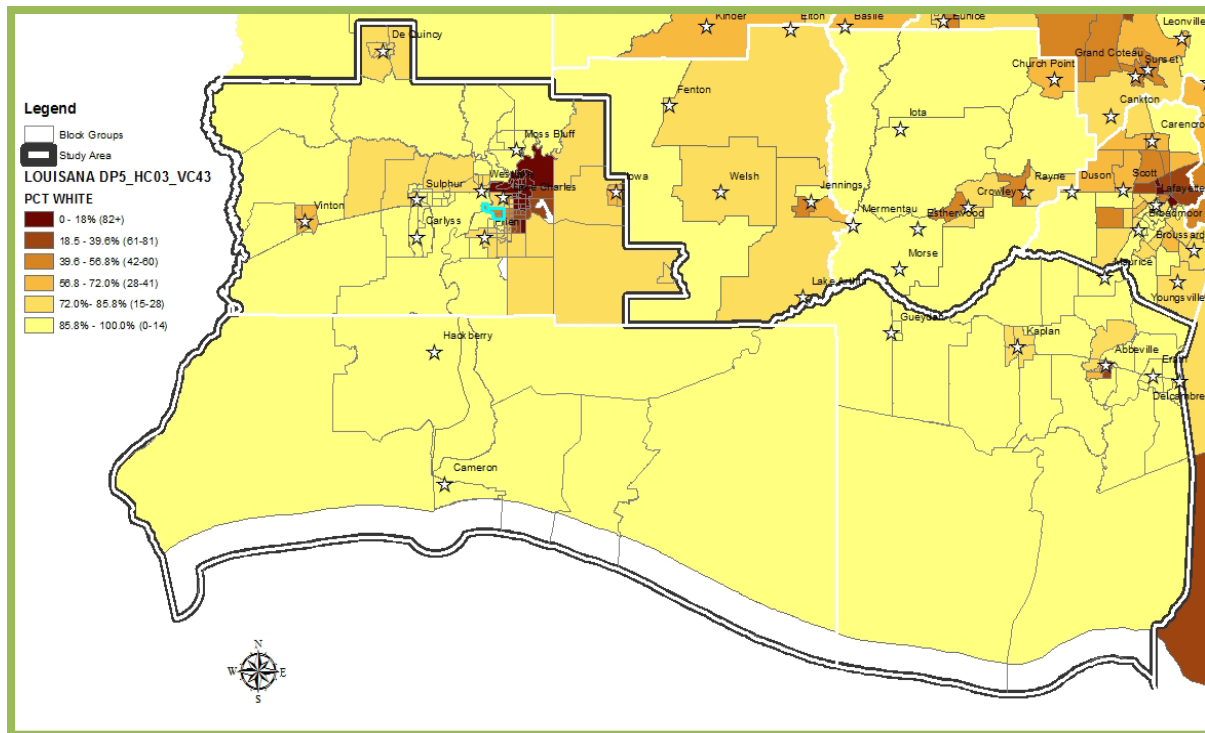 Kinder
Elton
Basile
Eunice
Leonville
De Quincy
Grand Coteau
Sunset
Church Point
Fenton
Cankton
Legend
Block Groups
Study Area
LOUISANA DP5_HC03_VC43
PCT WHITE
0 - 18% (82+)
18.5 - 39.6% (61-81)
39.6 - 56.8% (42-60)
56.8 - 72.0% (28-41)
72.0%- 85.8% (15-28)
85.8% - 100.0% (0-14)
Iota
Moss Bluff
Carencro
Sulphur
Charles
Iowa
Welsh
Jennings
Crowley
Rayne
Duson
Scott
Lafayette
Vinton
Carlyss
Mermentau
Estherwood
Broadmoor
Broussard
Morse
Maurice
Lake Arthur
Youngsville
Gueydan
Hackberry
Kaplan
Abbeville
Erath
Delcambre
Cameron
N
W
E
S